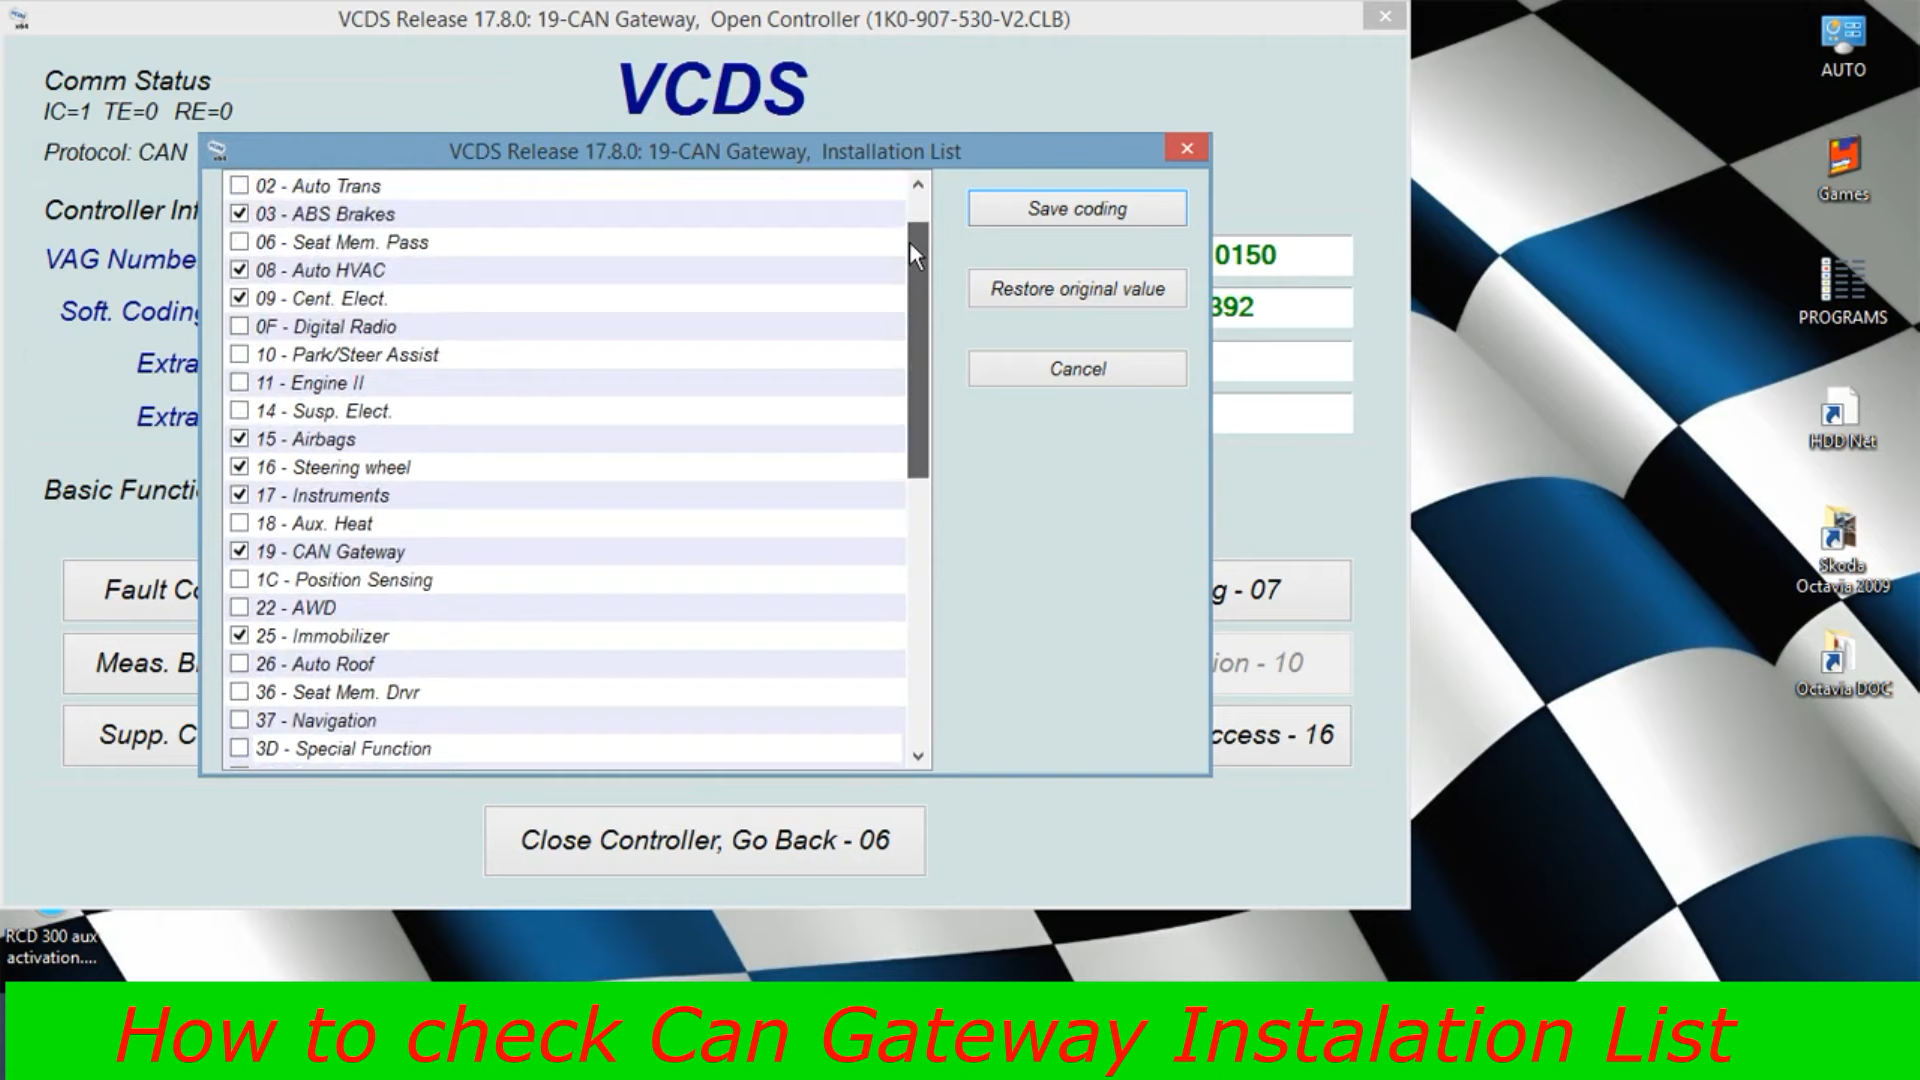 VCDS Release 17.8.0: 19-CAN Gateway, Open Controller (1K0-907-530-V2.CLB)
Comm Status
IC=1 TE=0 RE=0
Protocol: CAN
VCDS
VCDS Release 17.8.0: 19-CAN Gateway, Installation List
Controller Inf
VAG Numbe
Soft. Coding
Extra
Extra
Basic Functi
02 - Auto Trans
03 - ABS Brakes
06 - Seat Mem. Pass
08 - Auto HVAC
09 - Cent. Elect.
0F - Digital Radio
10 - Park/Steer Assist
11 - Engine II
14 - Susp. Elect.
15 - Airbags
16 - Steering wheel
17 - Instruments
18 - Aux. Heat
19 - CAN Gateway
1C - Position Sensing
22 - AWD
25 - Immobilizer
26 - Auto Roof
36 - Seat Mem. Drvr
37 - Navigation
3D - Special Function
Save coding
Restore original value
Cancel
0150
392
Fault Co
g - 07
Meas. B
ion - 10
Supp. C
ccess - 16
Close Controller, Go Back - 06
AUTO
Games
PROGRAMS
HDD Net
Skoda
Octavia 2009
Octavia DOC
RCD 300 aux
activation....
How to check Can Gateway Instalation List